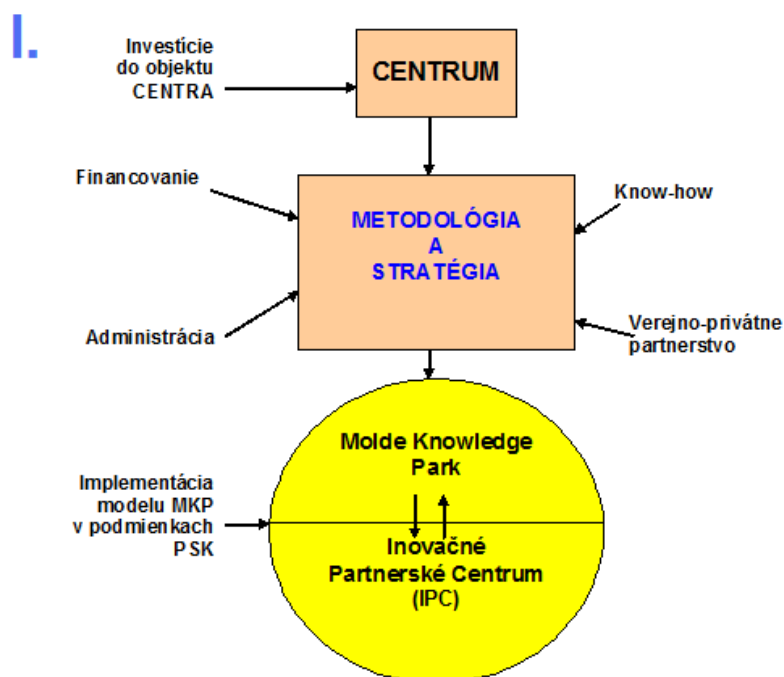 I.
Investície
do objektu
CENTRA
CENTRUM
Financovanie
METODOLÓGIA
A
STRATÉGIA
Know-how
Administrácia
Verejno-privátne
partnerstvo
Molde Knowledge
Park
Implementácia
modelu MKP
v podmienkach
PSK
Inovačné
Partnerské Centrum
(IPC)